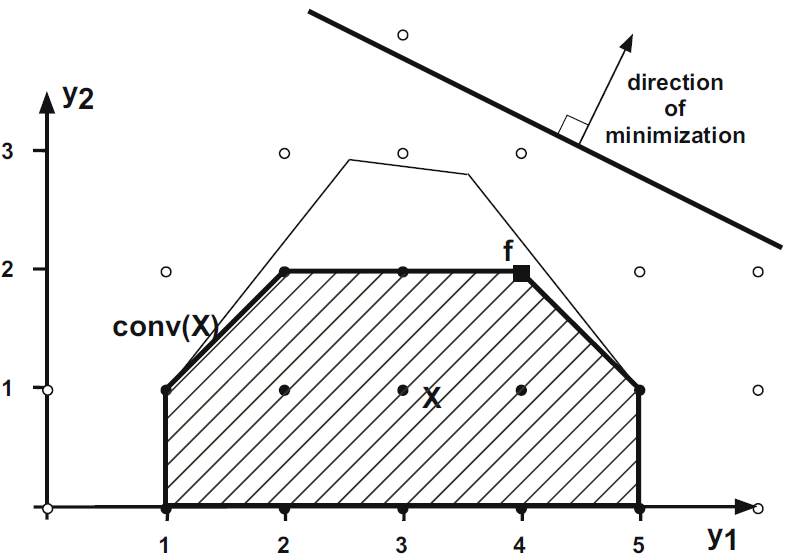 y2
direction
of
minimization
3
2
f
conv(X)
1
X
1
2
3
4
5
y1